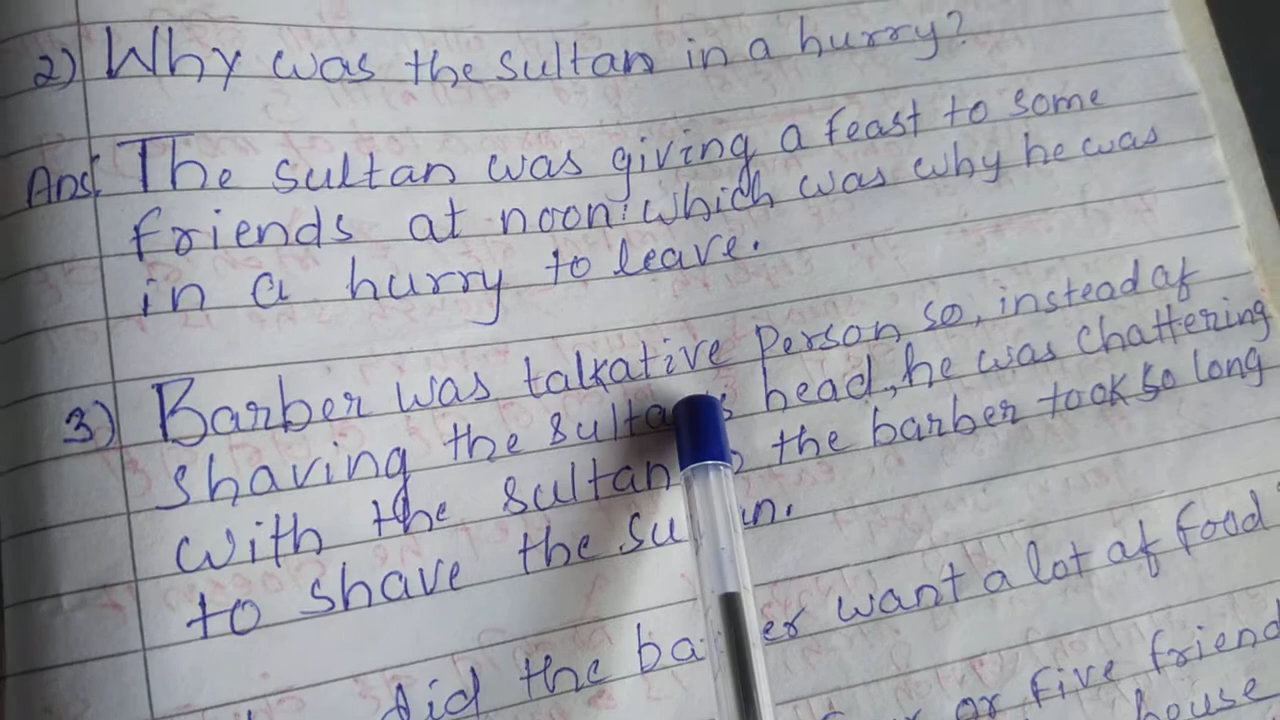 2) Why was the sultan in a hurry?
Ans. The sultan was giving a feast to some
friends at noon which was why he was
in a hurry to leave.
3) Barber was talkative Person so, instead of
shaving the head, he was chattering
with the sultan the barber took so long
to shave the
did the want a lot of food
or five friend
house